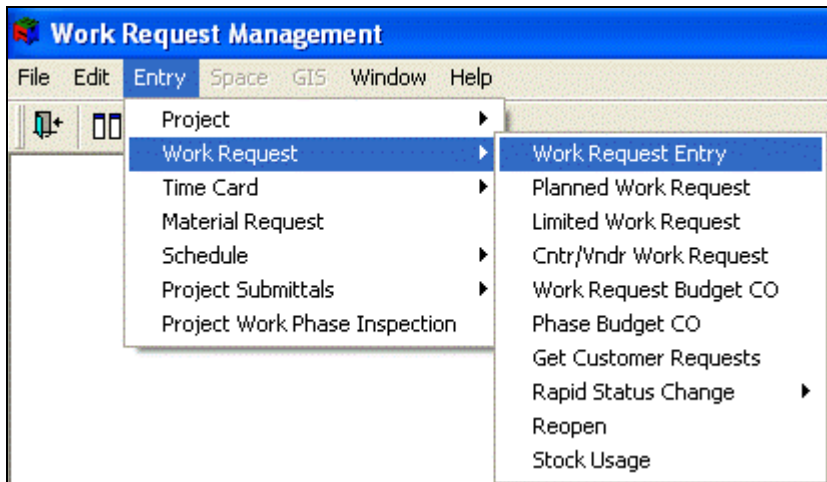 Work Request Management
File Edit Entry Space GIS Window Help
Project
Work Request
Time Card
Material Request
Schedule
Project Submittals
Project Work Phase Inspection
Work Request Entry
Planned Work Request
Limited Work Request
Cntr/Vndr Work Request
Work Request Budget CO
Phase Budget CO
Get Customer Requests
Rapid Status Change
Reopen
Stock Usage